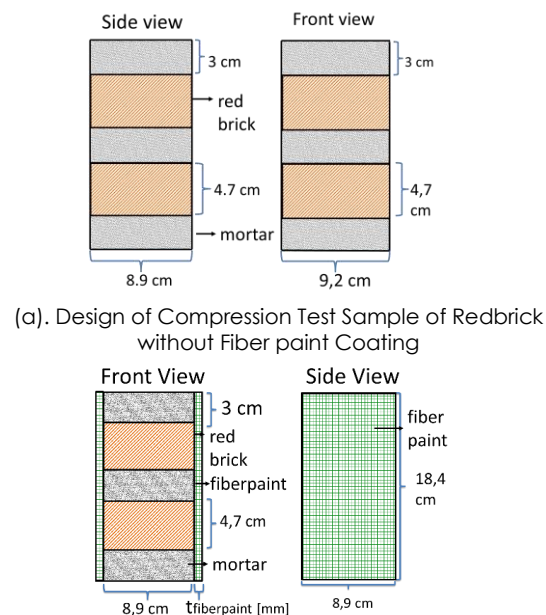 Side view
Front view
3 cm
3 cm
red
brick
4.7 cm
4,7
cm
mortar
8.9 cm
9,2 cm
(a). Design of Compression Test Sample of Redbrick
without Fiber paint Coating
Front View
Side View
3 cm
red
brick
fiberpaint
4,7 cm
mortar
8,9 cm
tfiberpaint [mm]
fiber
paint
18,4
cm
8,9 cm